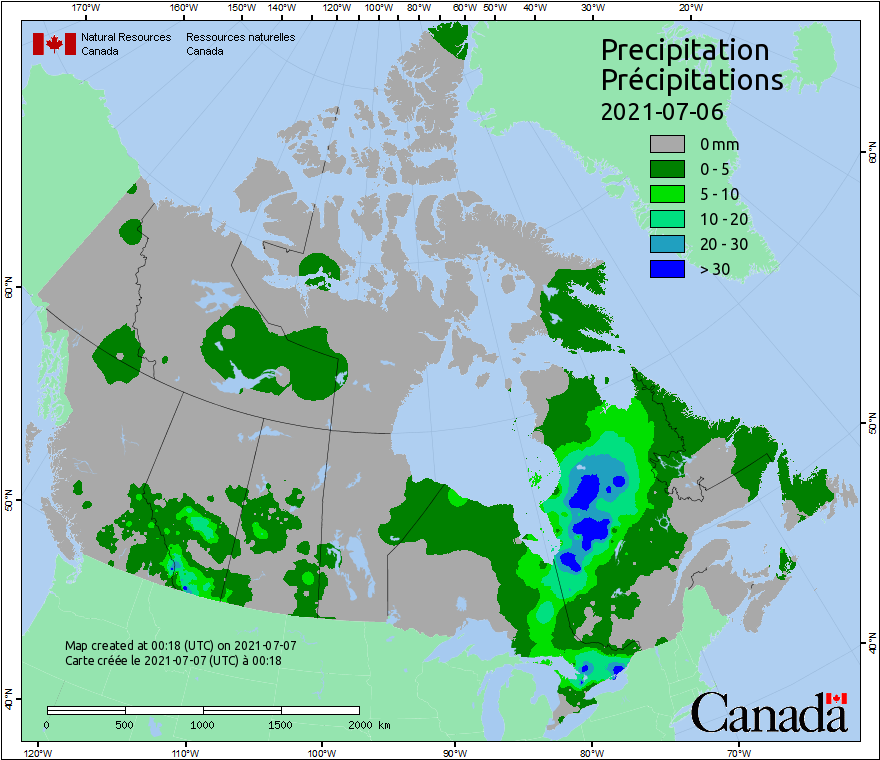 170°W 160°W 150°W 140°W 120°W 100°W 80°W 60°W 50°W 40°W 30°W 20°W
Natural Resources Ressources naturelles
Canada Canada
Precipitation
Précipitations
2021-07-06
0 mm
0 - 5
5 - 10
10 - 20
20 - 30
> 30
60°N
50°N
40°N
60°N
50°N
40°N
Map created at 00:18 (UTC) on 2021-07-07
Carte créée le 2021-07-07 (UTC) à 00:18
0 500 1000 1500 2000 km
Canada
120°W 110°W 100°W 90°W 80°W 70°W